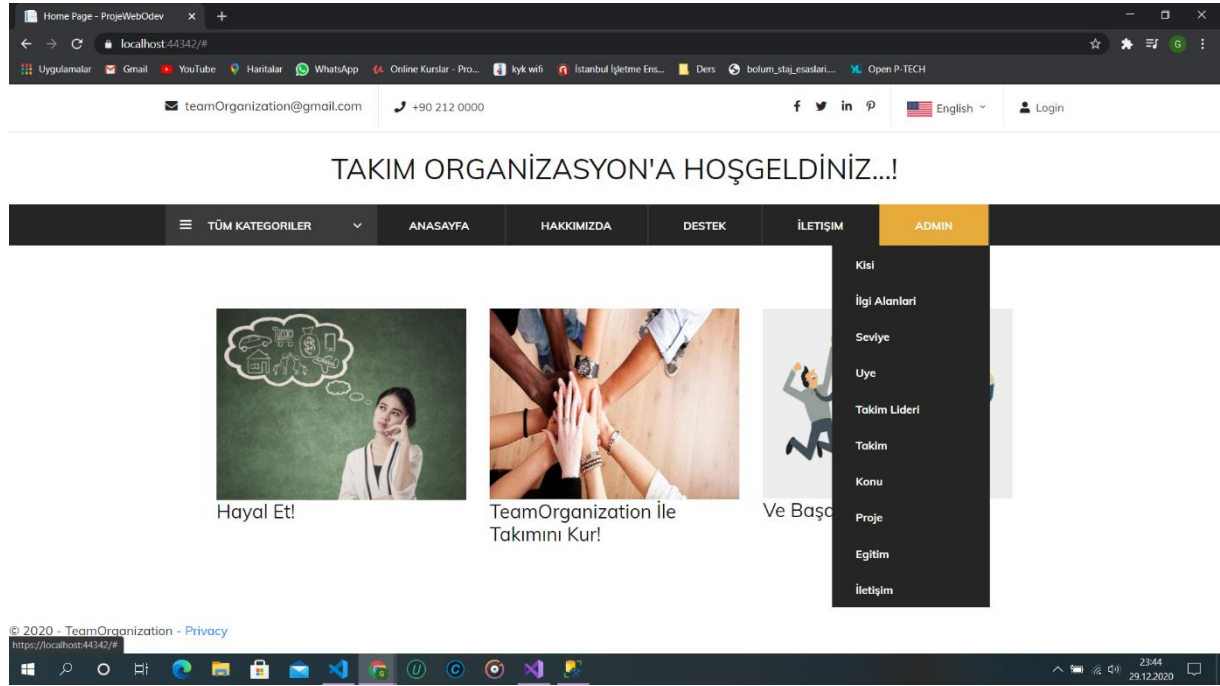 Home Page - ProjeWebOdev
localhost:44342/#
G
Uygulamalar Gmail YouTube Haritalar WhatsApp Online Kurslar - Pro... kyk wifi İstanbul İşletme Ens... Ders bolum_staj_esaslari.... Open P-TECH
teamOrganization@gmail.com +90 212 0000 English Login
TAKIM ORGANİZASYON'A HOŞGELDİNİZ...!
TÜM KATEGORILER ANASAYFA HAKKIMIZDA DESTEK İLETIŞIM ADMIN
Kisi
İlgi Alanlari
Seviye
Uye
Takim Lideri
Takim
Konu
Proje
Egitim
İletişim
Hayal Et!
TeamOrganization İle
Takımını Kur!
Ve
© 2020 - TeamOrganization - Privacy
https://localhost:44342/#
23:44
29.12.2020